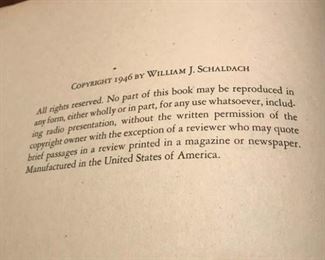 COPYRIGHT 1946 BY WILLIAM J. SCHALDACH
All rights reserved. No part of this book may be reproduced in
any form, either wholly or in part, for any use whatsoever, includ-
ing radio presentation, without the written permission of the
copyright owner with the exception of a reviewer who may quote
brief passages in a review printed in a magazine or newspaper.
Manufactured in the United States of America.